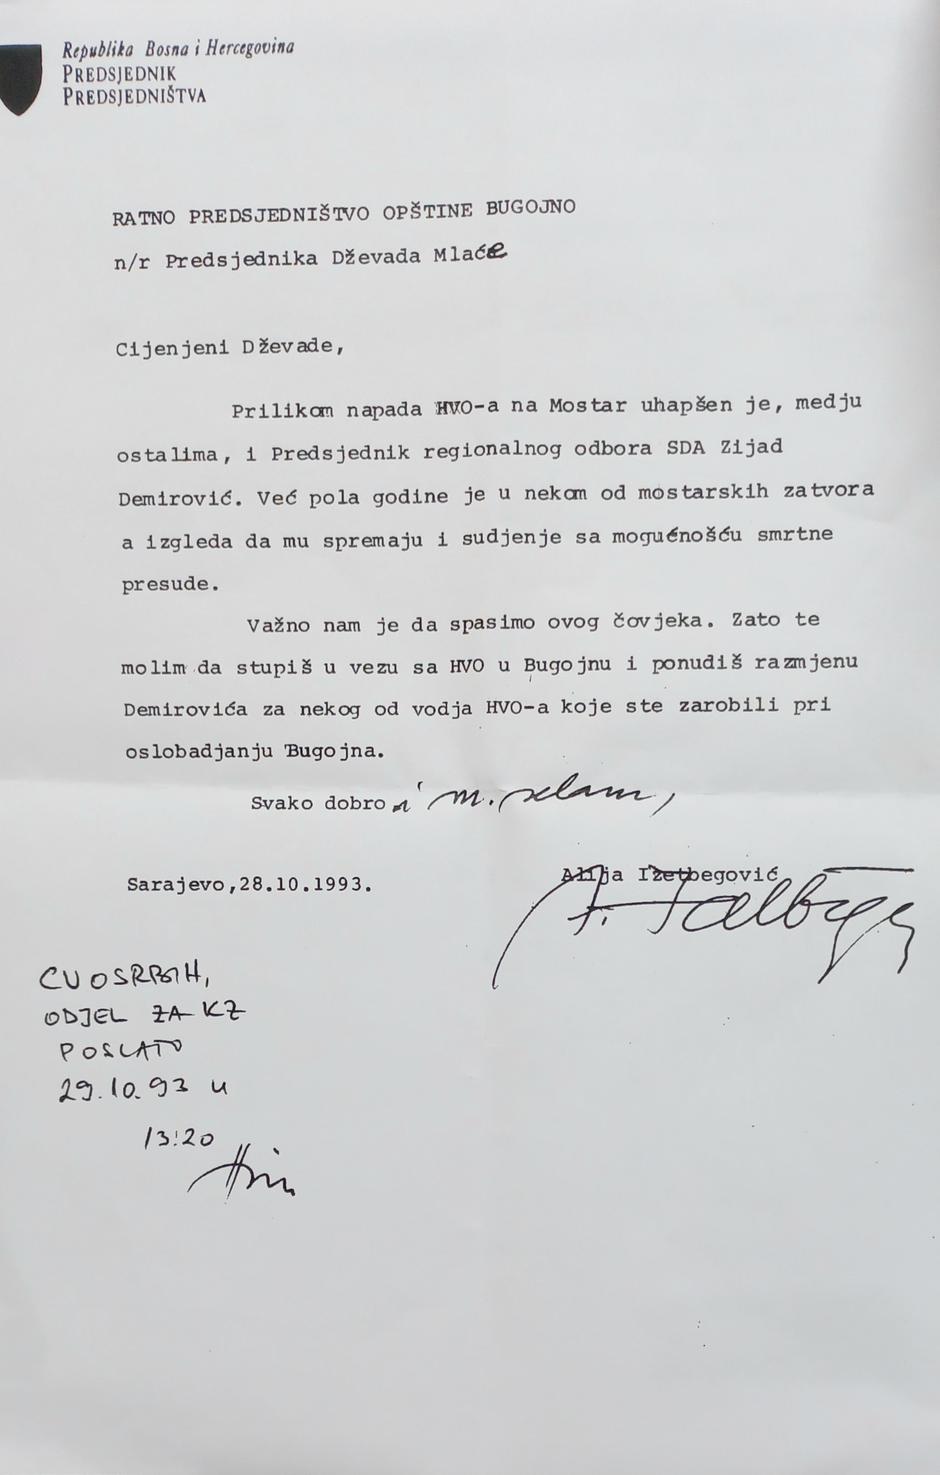 Republika Bosna i Hercegovina
PREDSJEDNIK
PREDSJEDNIŠTVA
RATNO PREDSJEDNIŠTVO OPŠTINE BUGOJNO
n/r Predsjednika Dževada Mlaće
Cijenjeni Dževade,
Prilikom napada HVO-a na Mostar uhapšen je, medju
ostalima, i Predsjednik regionalnog odbora SDA Zijad
Demirović. Već pola godine je u nekom od mostarskih zatvora
a izgleda da mu spremaju i sudjenje sa mogućnošću smrtne
presude.
Važno nam je da spasimo ovog čovjeka. Zato te
molim da stupiš u vezu sa HVO u Bugojnu i ponudiš razmjenu
Demirovića za nekog od vodja HVO-a koje ste zarobili pri
oslobadjanju Bugojna.
Svako dobro i m. selam,
Alija Izetbegović
Sarajevo,28.10.1993.
CVOSRBIH,
ODJEL ZA KZ
POSLATO
29.10.93 u
13:20